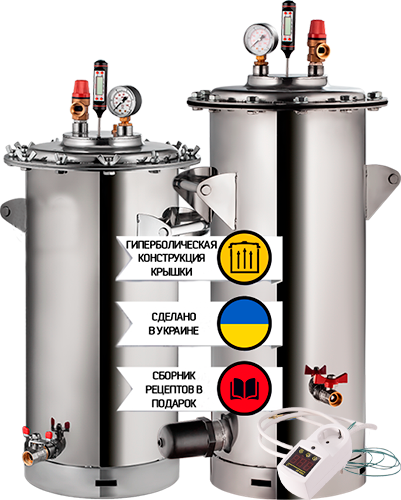 ГИПЕРБОЛИЧЕСКАЯ
КОНСТРУКЦИЯ
КРЫШКИ
СДЕЛАНО
В УКРАИНЕ
СБОРНИК
РЕЦЕПТОВ В
ПОДАРОК